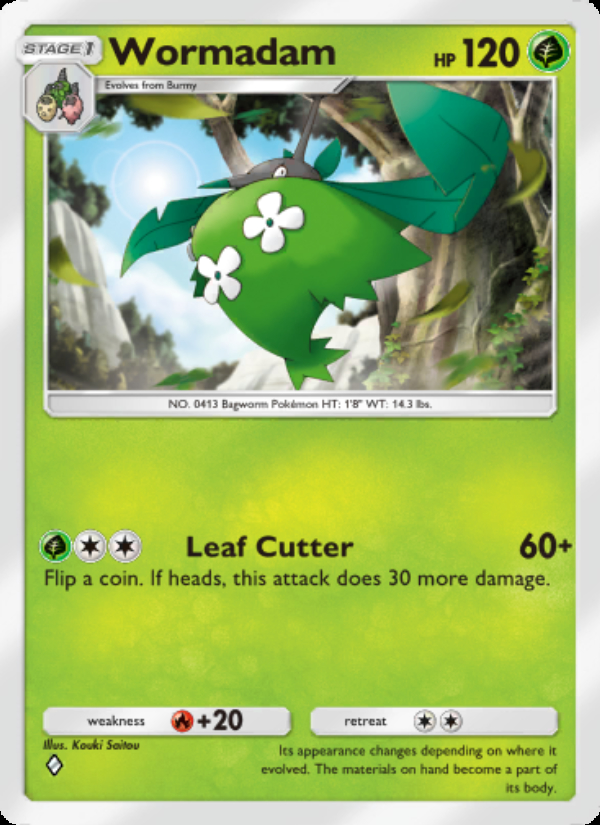 STAGE 1
Wormadam
HP 120
Evolves from Burmy
NO. 0413 Bagworm Pokémon HT: 1'8" WT: 14.3 lbs.
Leaf Cutter 60+
Flip a coin. If heads, this attack does 30 more damage.
weakness +20
retreat
Illus. Kouki Saitou
Its appearance changes depending on where it
evolved. The materials on hand become a part of
its body.